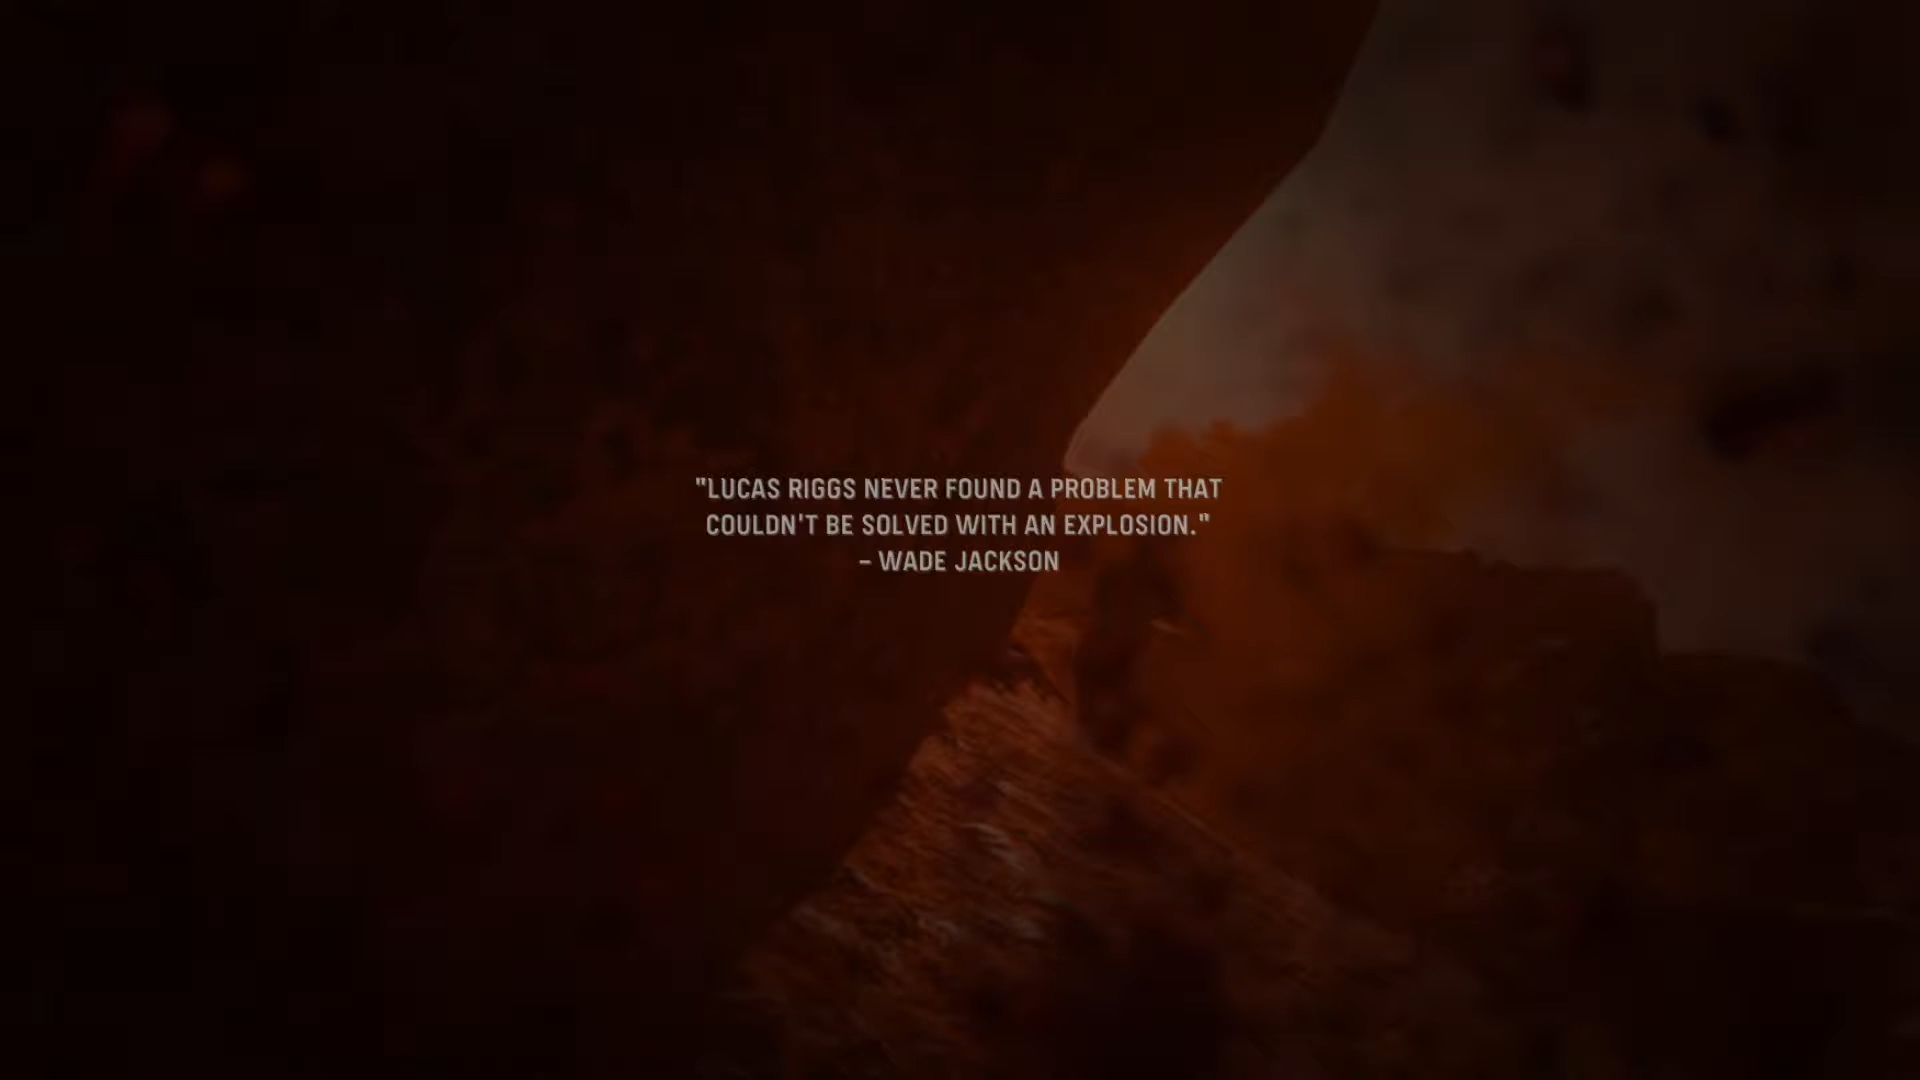 "LUCAS RIGGS NEVER FOUND A PROBLEM THAT
COULDN'T BE SOLVED WITH AN EXPLOSION."
– WADE JACKSON